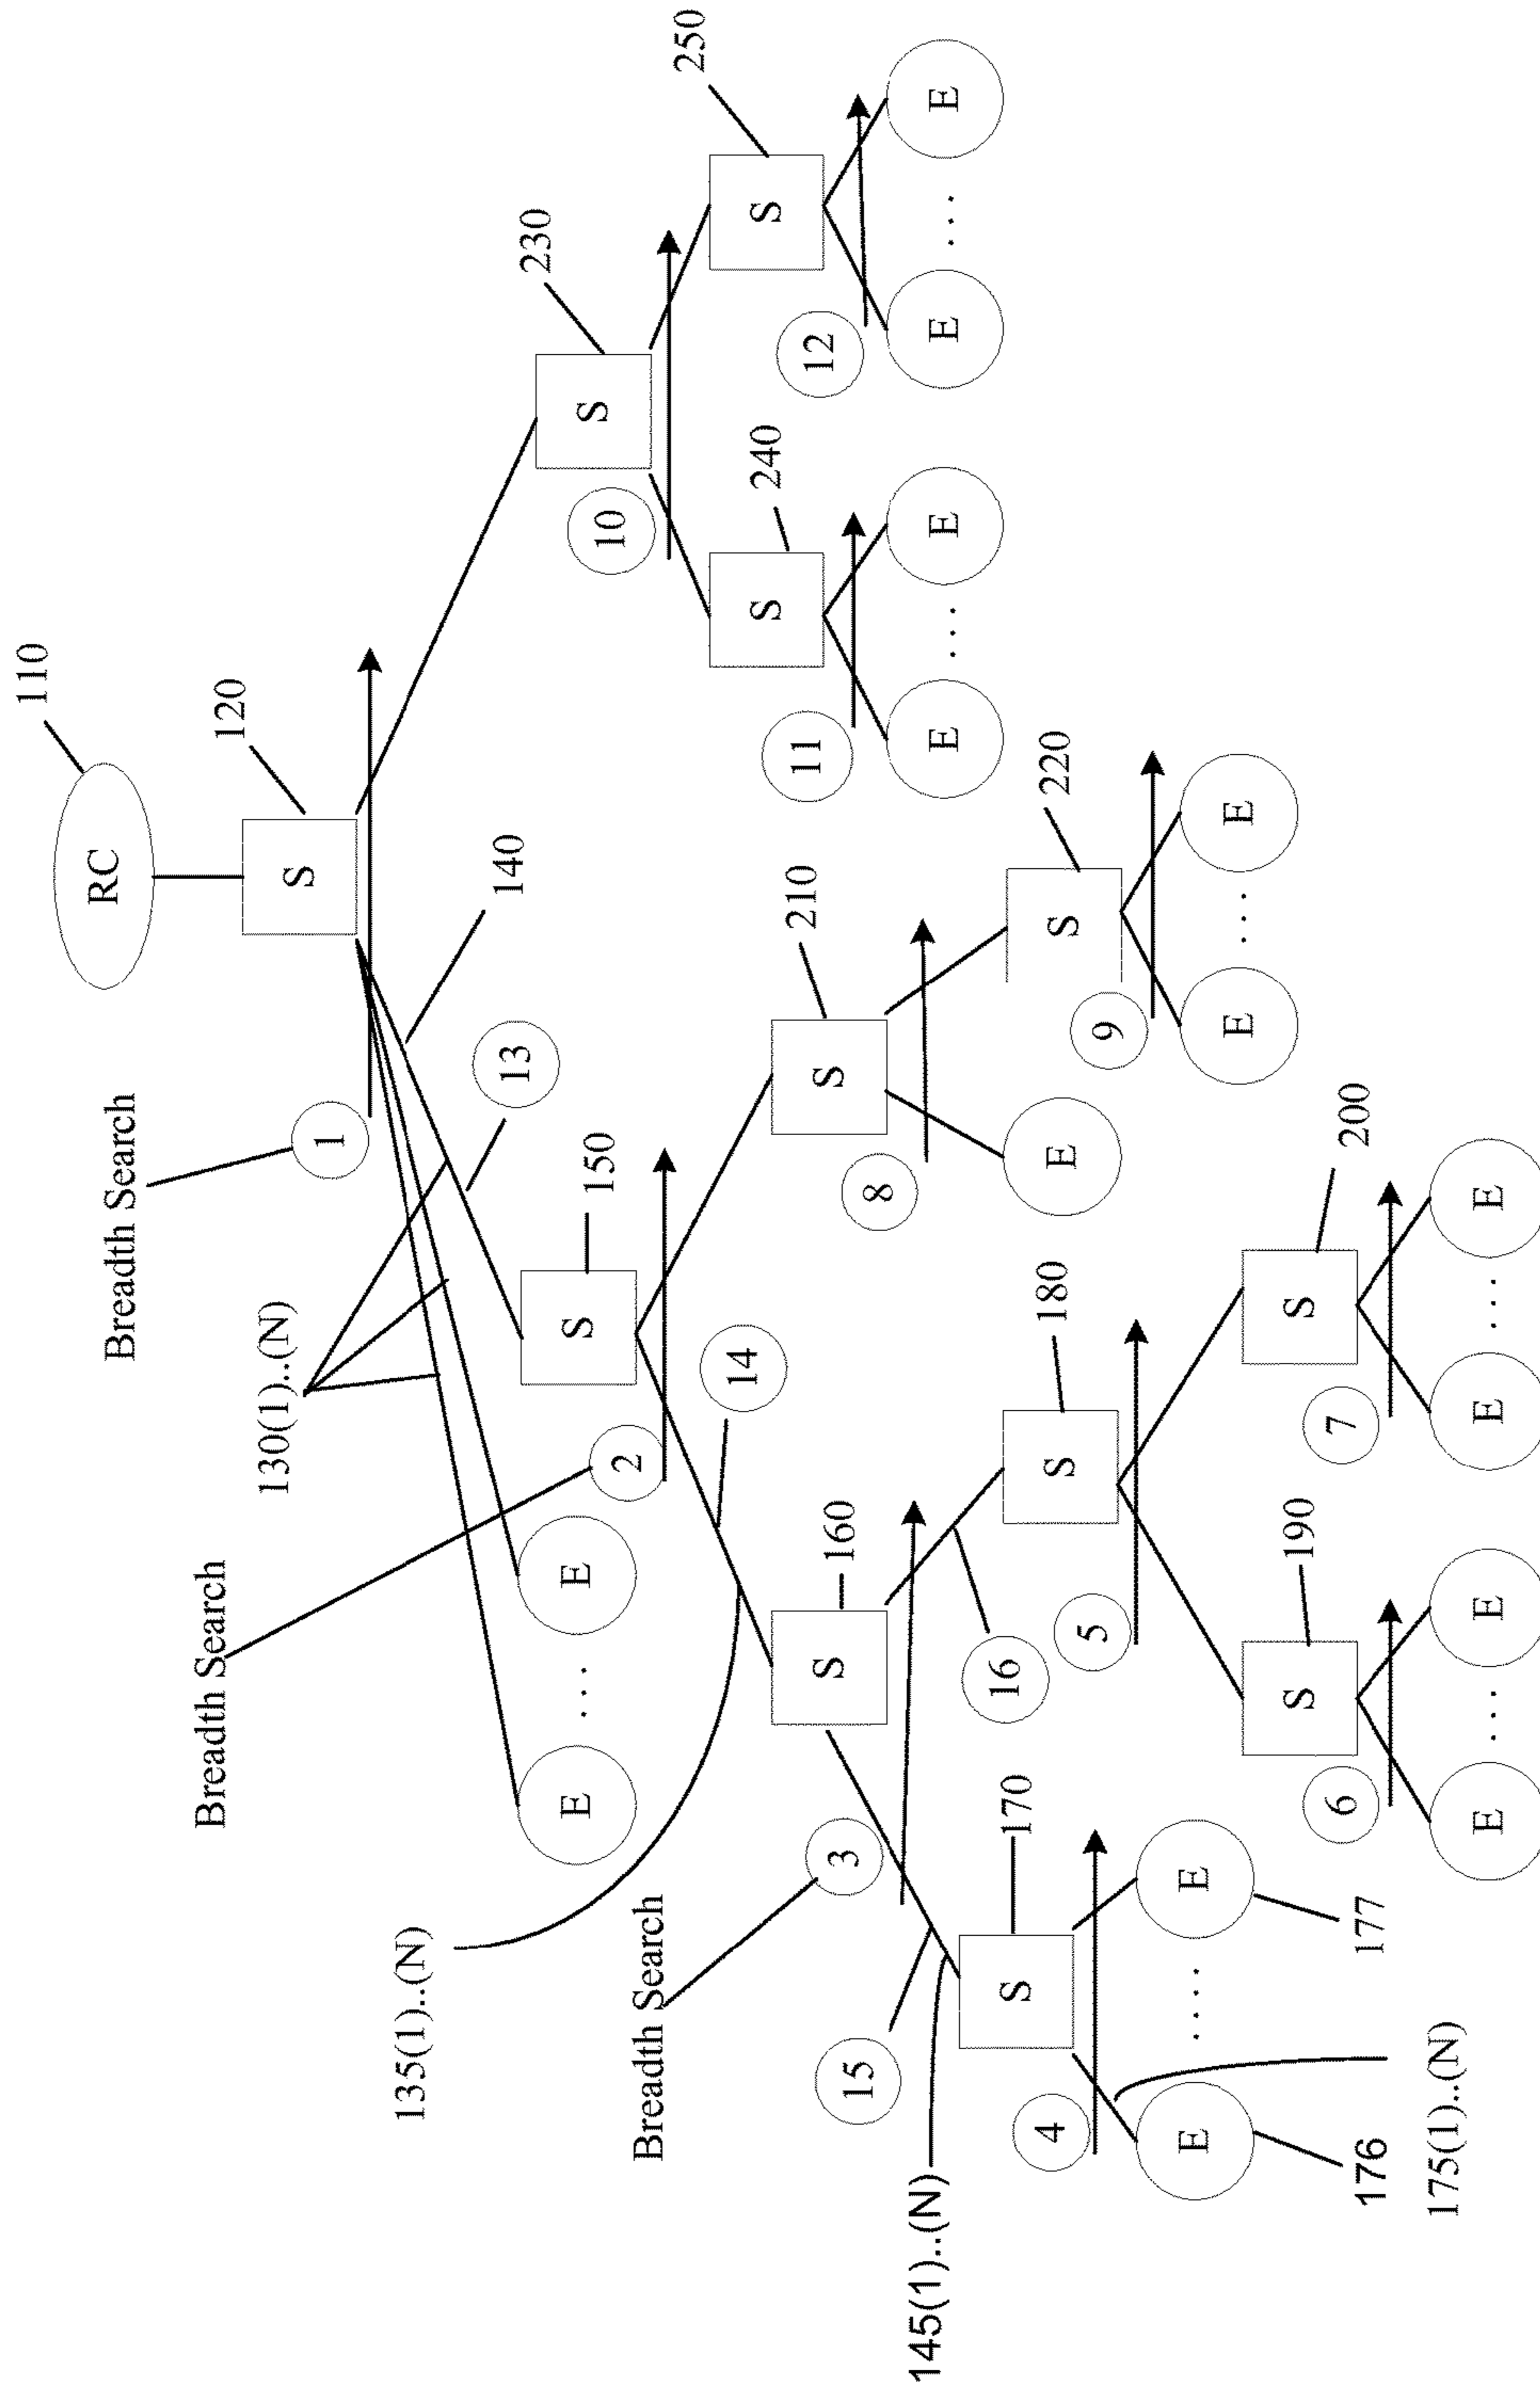 110
RC
Breadth Search
120
Breadth Search
S
130(1)..(N)
1
135(1)..(N)
140
13
230
E .... E
S
150
S
10
2
Breadth Search
250
14
240
S
S
11
12
210
S
160
S
3
15
8
145(1)..(N)
E .... E
E .... E
16
170
S
4
180
S
E
220
S
5
9
E ..... E
E .... E
190
S
S
6
7
200
176
177
175(1)..(N)
E .... E
E .... E